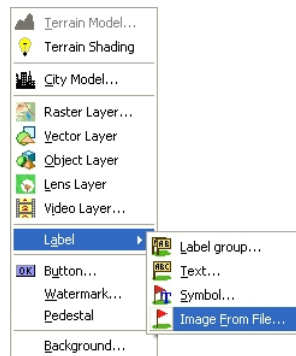 Terrain Model...
Terrain Shading
City Model...
Raster Layer...
Vector Layer
Object Layer
Lens Layer
Video Layer...
Label
Label group...
Text...
Symbol...
Image From File...
OK Button...
Watermark...
Pedestal
Background...